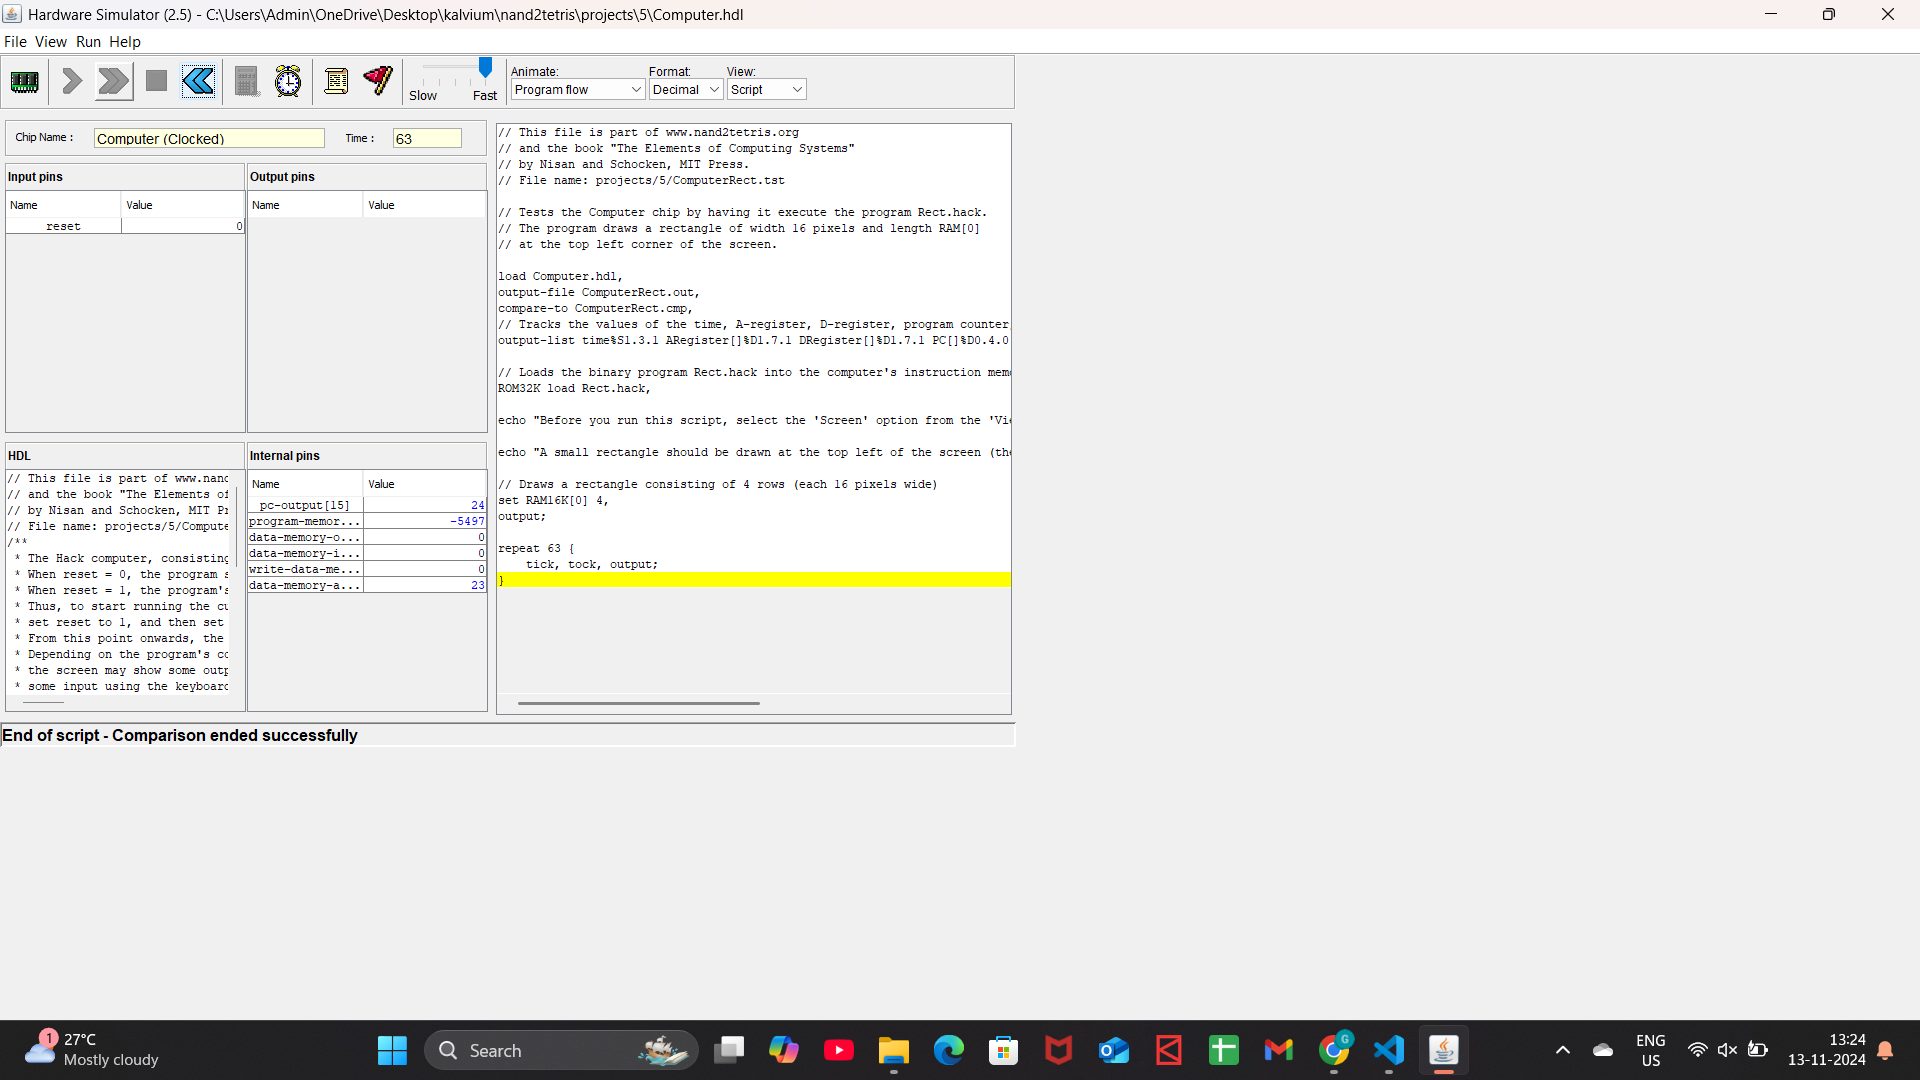 Hardware Simulator (2.5) - C:\Users\Admin\OneDrive\Desktop\kalvium\nand2tetris\projects\5\Computer.hdl
File View Run Help
Slow Fast
Animate: Format: View:
Program flow Decimal Script
Chip Name : Computer (Clocked) Time : 63
Input pins
Name Value
reset 0
Output pins
Name Value
HDL
// This file is part of www.nand
// and the book "The Elements of
// by Nisan and Schocken, MIT Pr
// File name: projects/5/Compute
/**
* The Hack computer, consisting
* When reset = 0, the program s
* When reset = 1, the program's
* Thus, to start running the cu
* set reset to 1, and then set
* From this point onwards, the
* Depending on the program's co
* the screen may show some outp
* some input using the keyboard
Internal pins
Name Value
pc-output[15] 24
program-memor... -5497
data-memory-o... 0
data-memory-i... 0
write-data-me... 0
data-memory-a... 23
// This file is part of www.nand2tetris.org
// and the book "The Elements of Computing Systems"
// by Nisan and Schocken, MIT Press.
// File name: projects/5/ComputerRect.tst
// Tests the Computer chip by having it execute the program Rect.hack.
// The program draws a rectangle of width 16 pixels and length RAM[0]
// at the top left corner of the screen.
load Computer.hdl,
output-file ComputerRect.out,
compare-to ComputerRect.cmp,
// Tracks the values of the time, A-register, D-register, program counter,
output-list time%S1.3.1 ARegister[]%D1.7.1 DRegister[]%D1.7.1 PC[]%D0.4.0
// Loads the binary program Rect.hack into the computer's instruction mem
ROM32K load Rect.hack,
echo "Before you run this script, select the 'Screen' option from the 'Vie
echo "A small rectangle should be drawn at the top left of the screen (the
// Draws a rectangle consisting of 4 rows (each 16 pixels wide)
set RAM16K[0] 4,
output;
repeat 63 {
tick, tock, output;
}
End of script - Comparison ended successfully
1
27°C
Mostly cloudy
Search
G
ENG
US
13:24
13-11-2024